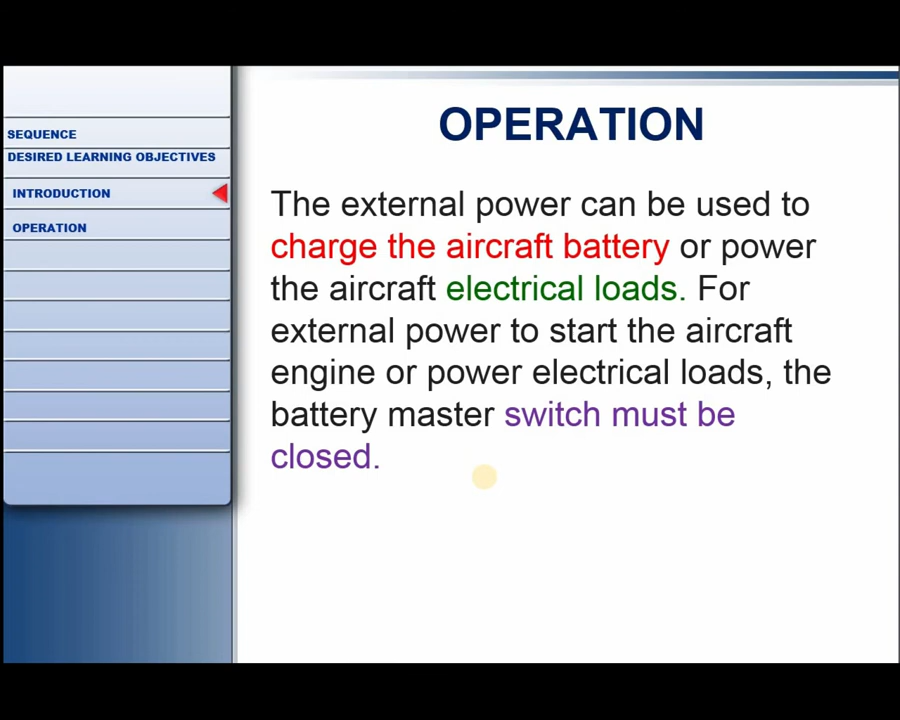 SEQUENCE
DESIRED LEARNING OBJECTIVES
INTRODUCTION
OPERATION
OPERATION
The external power can be used to
charge the aircraft battery or power
the aircraft electrical loads. For
external power to start the aircraft
engine or power electrical loads, the
battery master switch must be
closed.